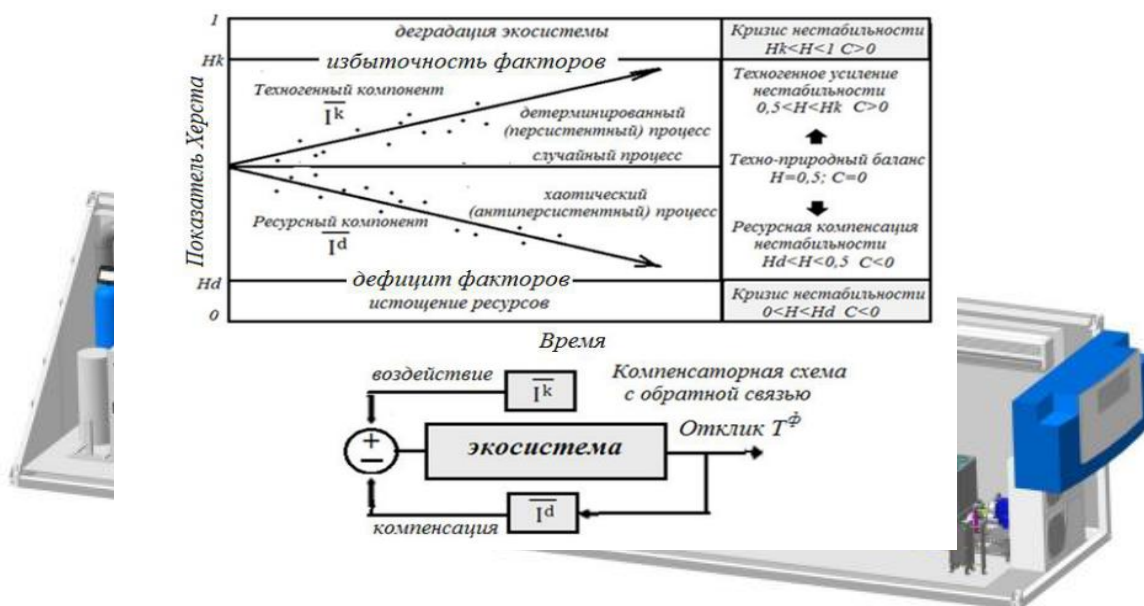 Показатель Херста
1
Hk
Hd
0
деградация экосистемы
избыточность факторов
Техногенный компонент
Ik
детерминированный
(персистентный) процесс
случайный процесс
хаотический
(антиперсистентный) процесс
Ресурсный компонент
Id
дефицит факторов
истощение ресурсов
Кризис нестабильности
Hk<H<1 C>0
Техногенное усиление
нестабильности
0,5<H<Hk C>0
Техно-природный баланс
H=0,5; C=0
Ресурсная компенсация
нестабильности
Hd<H<0,5 C<0
Кризис нестабильности
0<H<Hd C<0
Время
воздействие
Ik
Компенсаторная схема
с обратной связью
+
−
экосистема
Отклик TФ
Id
компенсация